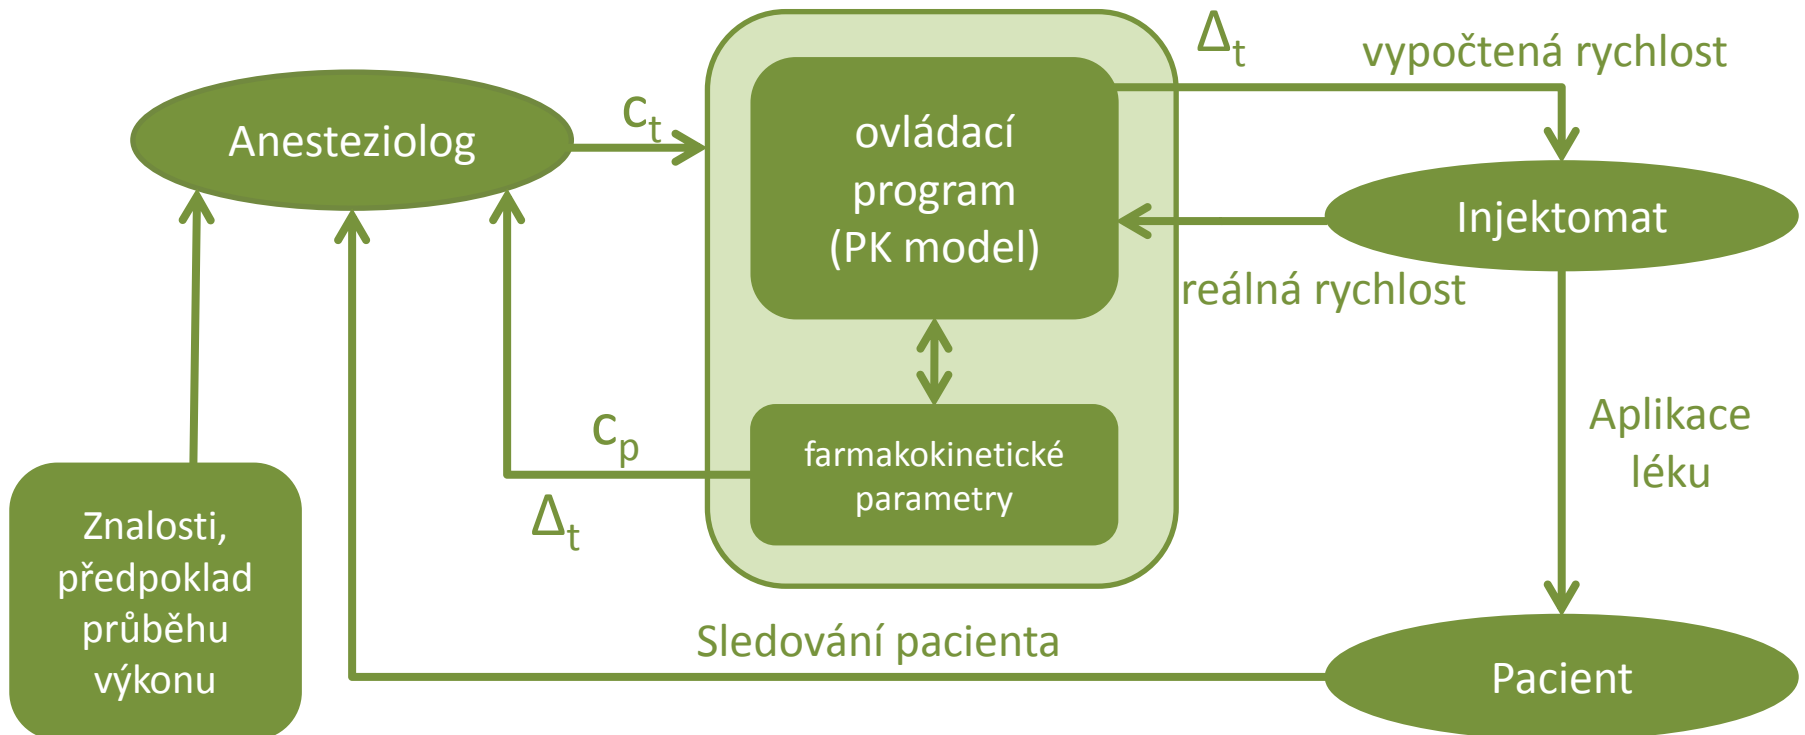 Δt
vypočtená rychlost
Anesteziolog
ct
ovládací
program
(PK model)
Injektomat
reálná rychlost
Aplikace
léku
cp
Δt
farmakokinetické
parametry
Znalosti,
předpoklad
průběhu
výkonu
Sledování pacienta
Pacient